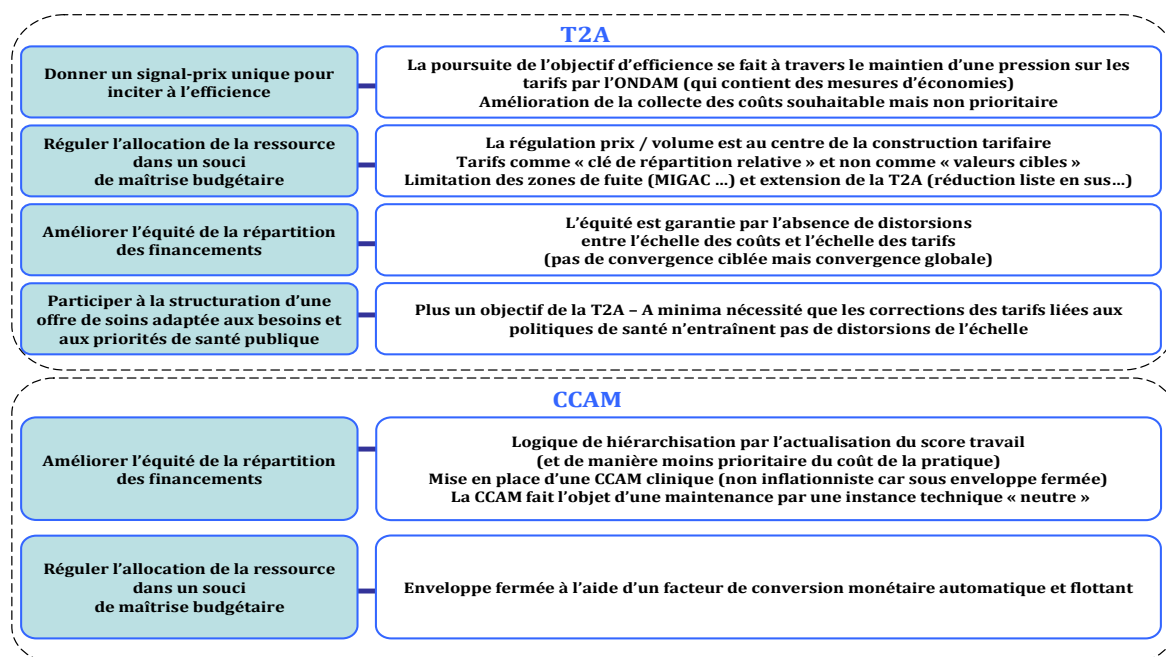 T2A
Donner un signal-prix unique pour
inciter à l’efficience
La poursuite de l’objectif d’efficience se fait à travers le maintien d’une pression sur les
tarifs par l’ONDAM (qui contient des mesures d’économies)
Amélioration de la collecte des coûts souhaitable mais non prioritaire
Réguler l’allocation de la ressource
dans un souci
de maîtrise budgétaire
La régulation prix / volume est au centre de la construction tarifaire
Tarifs comme « clé de répartition relative » et non comme « valeurs cibles »
Limitation des zones de fuite (MIGAC …) et extension de la T2A (réduction liste en sus…)
Améliorer l’équité de la répartition
des financements
L’équité est garantie par l’absence de distorsions
entre l’échelle des coûts et l’échelle des tarifs
(pas de convergence ciblée mais convergence globale)
Participer à la structuration d’une
offre de soins adaptée aux besoins et
aux priorités de santé publique
Plus un objectif de la T2A – A minima nécessité que les corrections des tarifs liées aux
politiques de santé n’entraînent pas de distorsions de l’échelle
CCAM
Améliorer l’équité de la répartition
des financements
Logique de hiérarchisation par l’actualisation du score travail
(et de manière moins prioritaire du coût de la pratique)
Mise en place d’une CCAM clinique (non inflationniste car sous enveloppe fermée)
La CCAM fait l’objet d’une maintenance par une instance technique « neutre »
Réguler l’allocation de la ressource
dans un souci
de maîtrise budgétaire
Enveloppe fermée à l’aide d’un facteur de conversion monétaire automatique et flottant